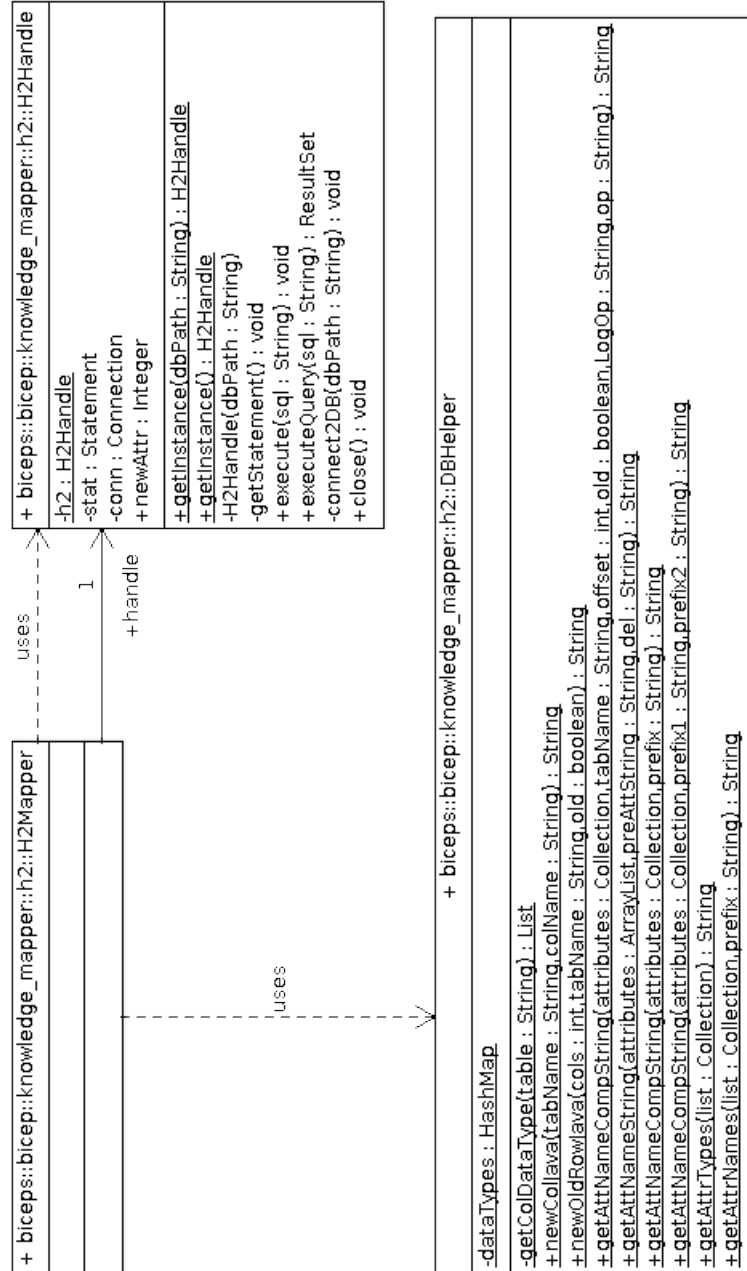 + biceps::bicep::knowledge_mapper::h2::H2Mapper
uses
1
+handle
+ biceps::bicep::knowledge_mapper::h2::H2Handle
-h2 : H2Handle
-stat : Statement
-conn : Connection
+newAttr : Integer
+getInstance(dbPath : String) : H2Handle
+getInstance() : H2Handle
-H2Handle(dbPath : String)
-getStatement() : void
+execute(sql : String) : void
+executeQuery(sql : String) : ResultSet
-connect2DB(dbPath : String) : void
+close() : void
uses
+ biceps::bicep::knowledge_mapper::h2::DBHelper
-dataTypes : HashMap
-getColDataType(table : String) : List
+newColJava(tabName : String,colName : String) : String
+newOldRowJava(cols : int,tabName : String,old : boolean) : String
+getAttNameCompString(attributes : Collection,tabName : String,offset : int,old : boolean,LogOp : String,op : String) : String
+getAttNameString(attributes : ArrayList,preAttString : String,del : String) : String
+getAttNameCompString(attributes : Collection,prefix : String) : String
+getAttNameCompString(attributes : Collection,prefix1 : String,prefix2 : String) : String
+getAttrTypes(list : Collection) : String
+getAttrNames(list : Collection,prefix : String) : String